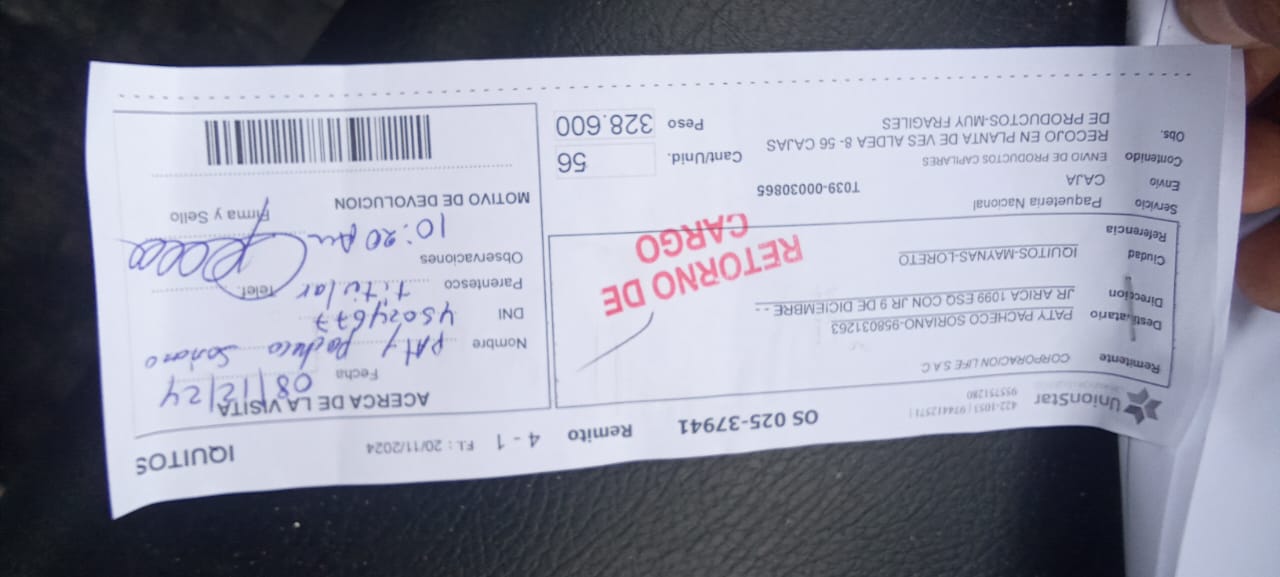 UnionStar
422-1053 | 974412571 |
955751280
OS 025-37941
Remito 4 - 1
F.I. : 20/11/2024
IQUITOS
Remitente CORPORACION LIFE S A C
Destinatario PATY PACHECO SORIANO-958031263
Dirección JR ARICA 1099 ESQ CON JR 9 DE DICIEMBRE - -
Ciudad IQUITOS-MAYNAS-LORETO
Referencia
RETORNO DE
CARGO
Servicio Paqueteria Nacional
Envio CAJA T039-00030865
Contenido ENVIO DE PRODUCTOS CAPILARES
Obs. RECOJO EN PLANTA DE VES ALDEA 8- 56 CAJAS
DE PRODUCTOS-MUY FRAGILES
Cant/Unid. 56
Peso 328.600
ACERCA DE LA VISITA
Fecha 08/12/24
Nombre PATY Pacheco Soriano
DNI 45024677
Parentesco titular Telef.
Observaciones
10:20 AM
Firma y Sello
MOTIVO DE DEVOLUCION